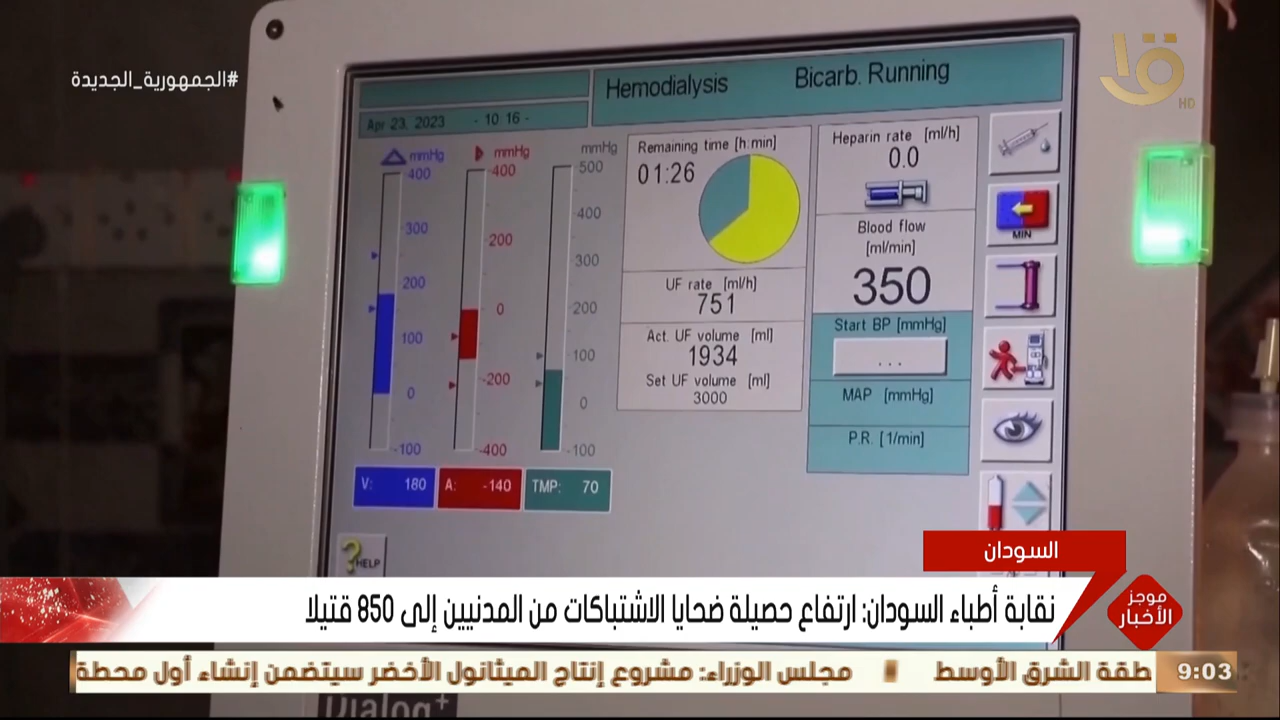 #الجمهورية_الجديدة
HD
Hemodialysis Bicarb. Running
Apr 23, 2023 - 10 16 -
mmHg
400
300
200
100
0
-100
mmHg
400
200
0
-200
-400
mmHg
500
400
300
200
100
0
-100
V: 180
A: -140
TMP: 70
Remaining time [h:min]
01:26
UF rate [ml/h]
751
Act. UF volume [ml]
1934
Set UF volume [ml]
3000
Heparin rate [ml/h]
0.0
Blood flow
[ml/min]
350
Start BP [mmHg]
...
MAP [mmHg]
P.R. [1/min]
MIN
HELP
Dialog+
السودان
نقابة أطباء السودان: ارتفاع حصيلة ضحايا الاشتباكات من المدنيين إلى 850 قتيلا
موجز
الأخبار
9:03
طقة الشرق الأوسط
مجلس الوزراء: مشروع إنتاج الميثانول الأخضر سيتضمن إنشاء أول محطة